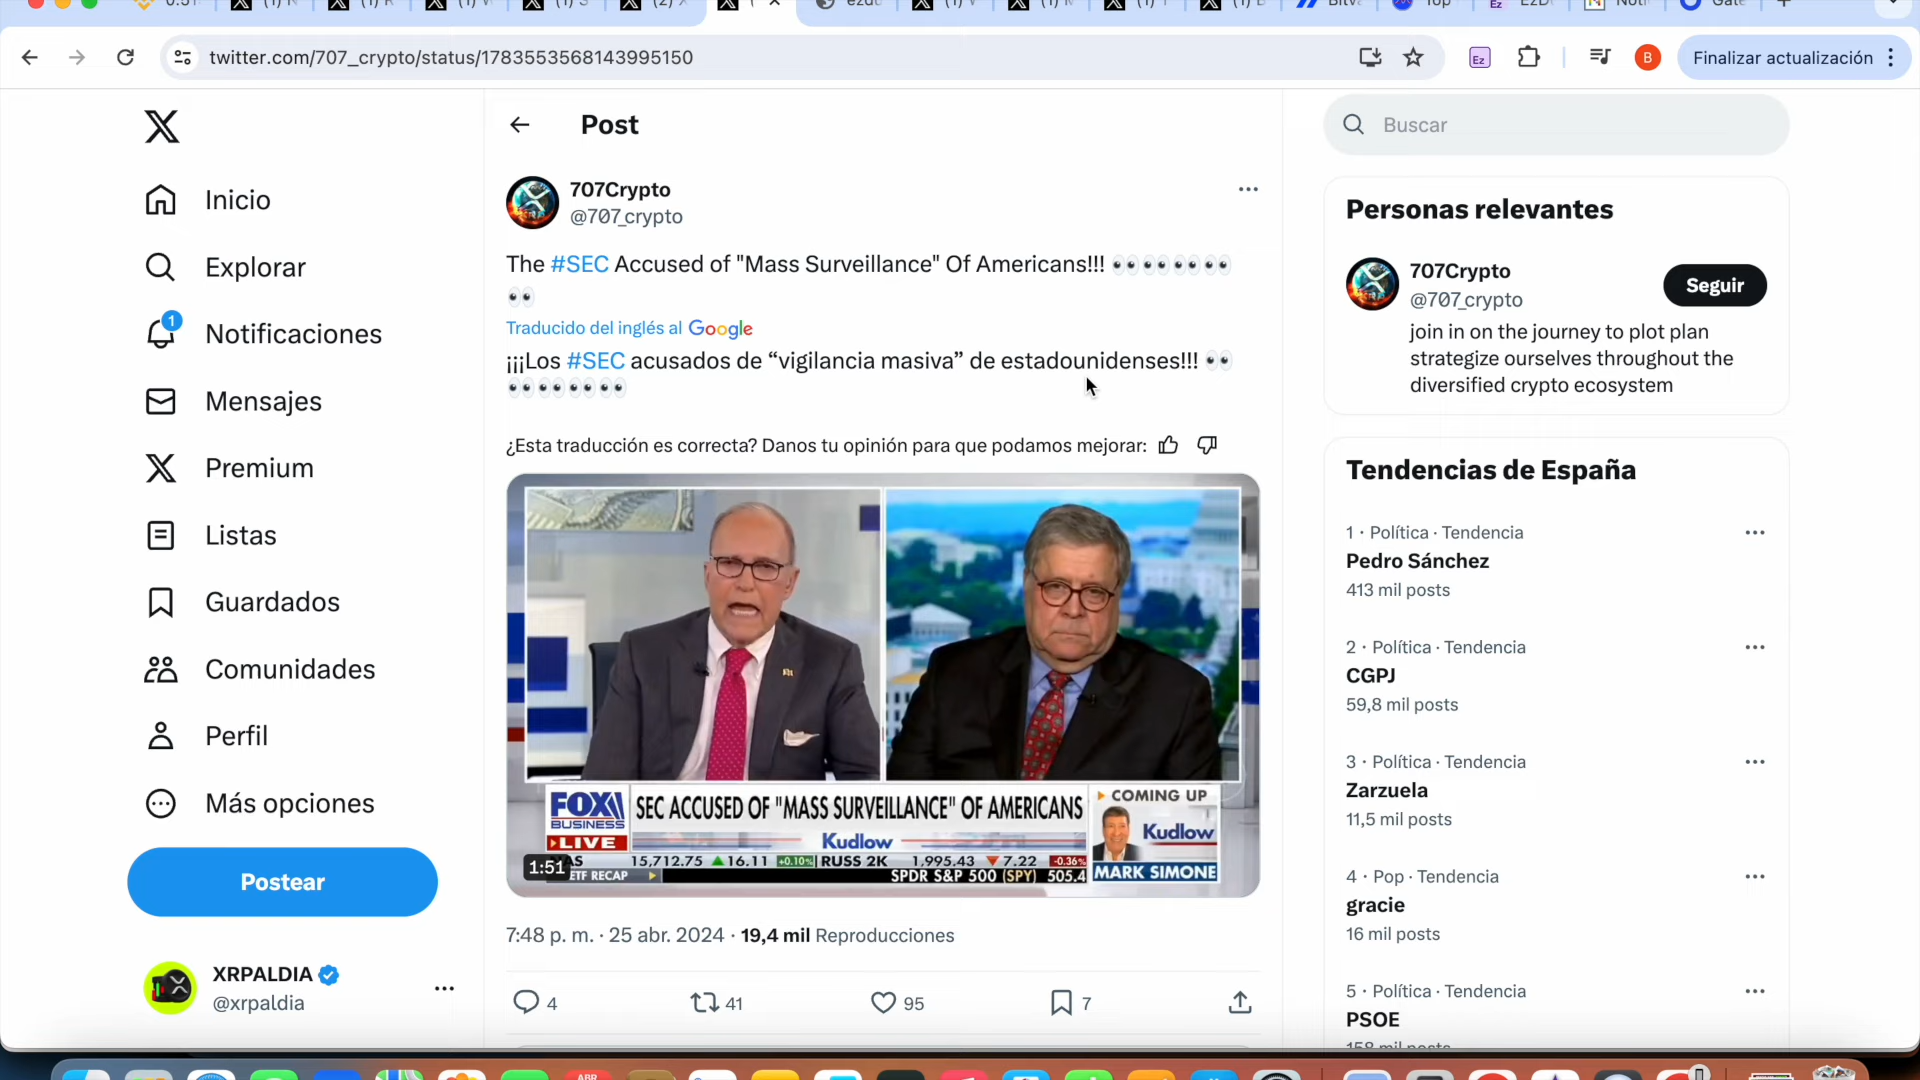 twitter.com/707_crypto/status/1783553568143995150
Ez
B
Finalizar actualización
Post
Buscar
Inicio
Explorar
1
Notificaciones
Mensajes
Premium
Listas
Guardados
Comunidades
Perfil
Más opciones
Postear
XRPALDIA
@xrpaldia
707Crypto
@707_crypto
The #SEC Accused of "Mass Surveillance" Of Americans!!! 👀👀👀👀
👀
Traducido del inglés al Google
¡¡¡Los #SEC acusados de “vigilancia masiva” de estadounidenses!!! 👀
👀👀👀👀
¿Esta traducción es correcta? Danos tu opinión para que podamos mejorar:
FOX
BUSINESS
LIVE
SEC ACCUSED OF "MASS SURVEILLANCE" OF AMERICANS
Kudlow
COMING UP
Kudlow
MARK SIMONE
1:51
15,712.75 ▲16.11 +0.10% RUSS 2K 1,995.43 ▼7.22 -0.36%
ETF RECAP
SPDR S&P 500 (SPY) 505.4
7:48 p. m. · 25 abr. 2024 · 19,4 mil Reproducciones
4
41
95
7
Personas relevantes
707Crypto
@707_crypto
Seguir
join in on the journey to plot plan
strategize ourselves throughout the
diversified crypto ecosystem
Tendencias de España
1 · Política · Tendencia
Pedro Sánchez
413 mil posts
2 · Política · Tendencia
CGPJ
59,8 mil posts
3 · Política · Tendencia
Zarzuela
11,5 mil posts
4 · Pop · Tendencia
gracie
16 mil posts
5 · Política · Tendencia
PSOE
158 mil posts
ABR